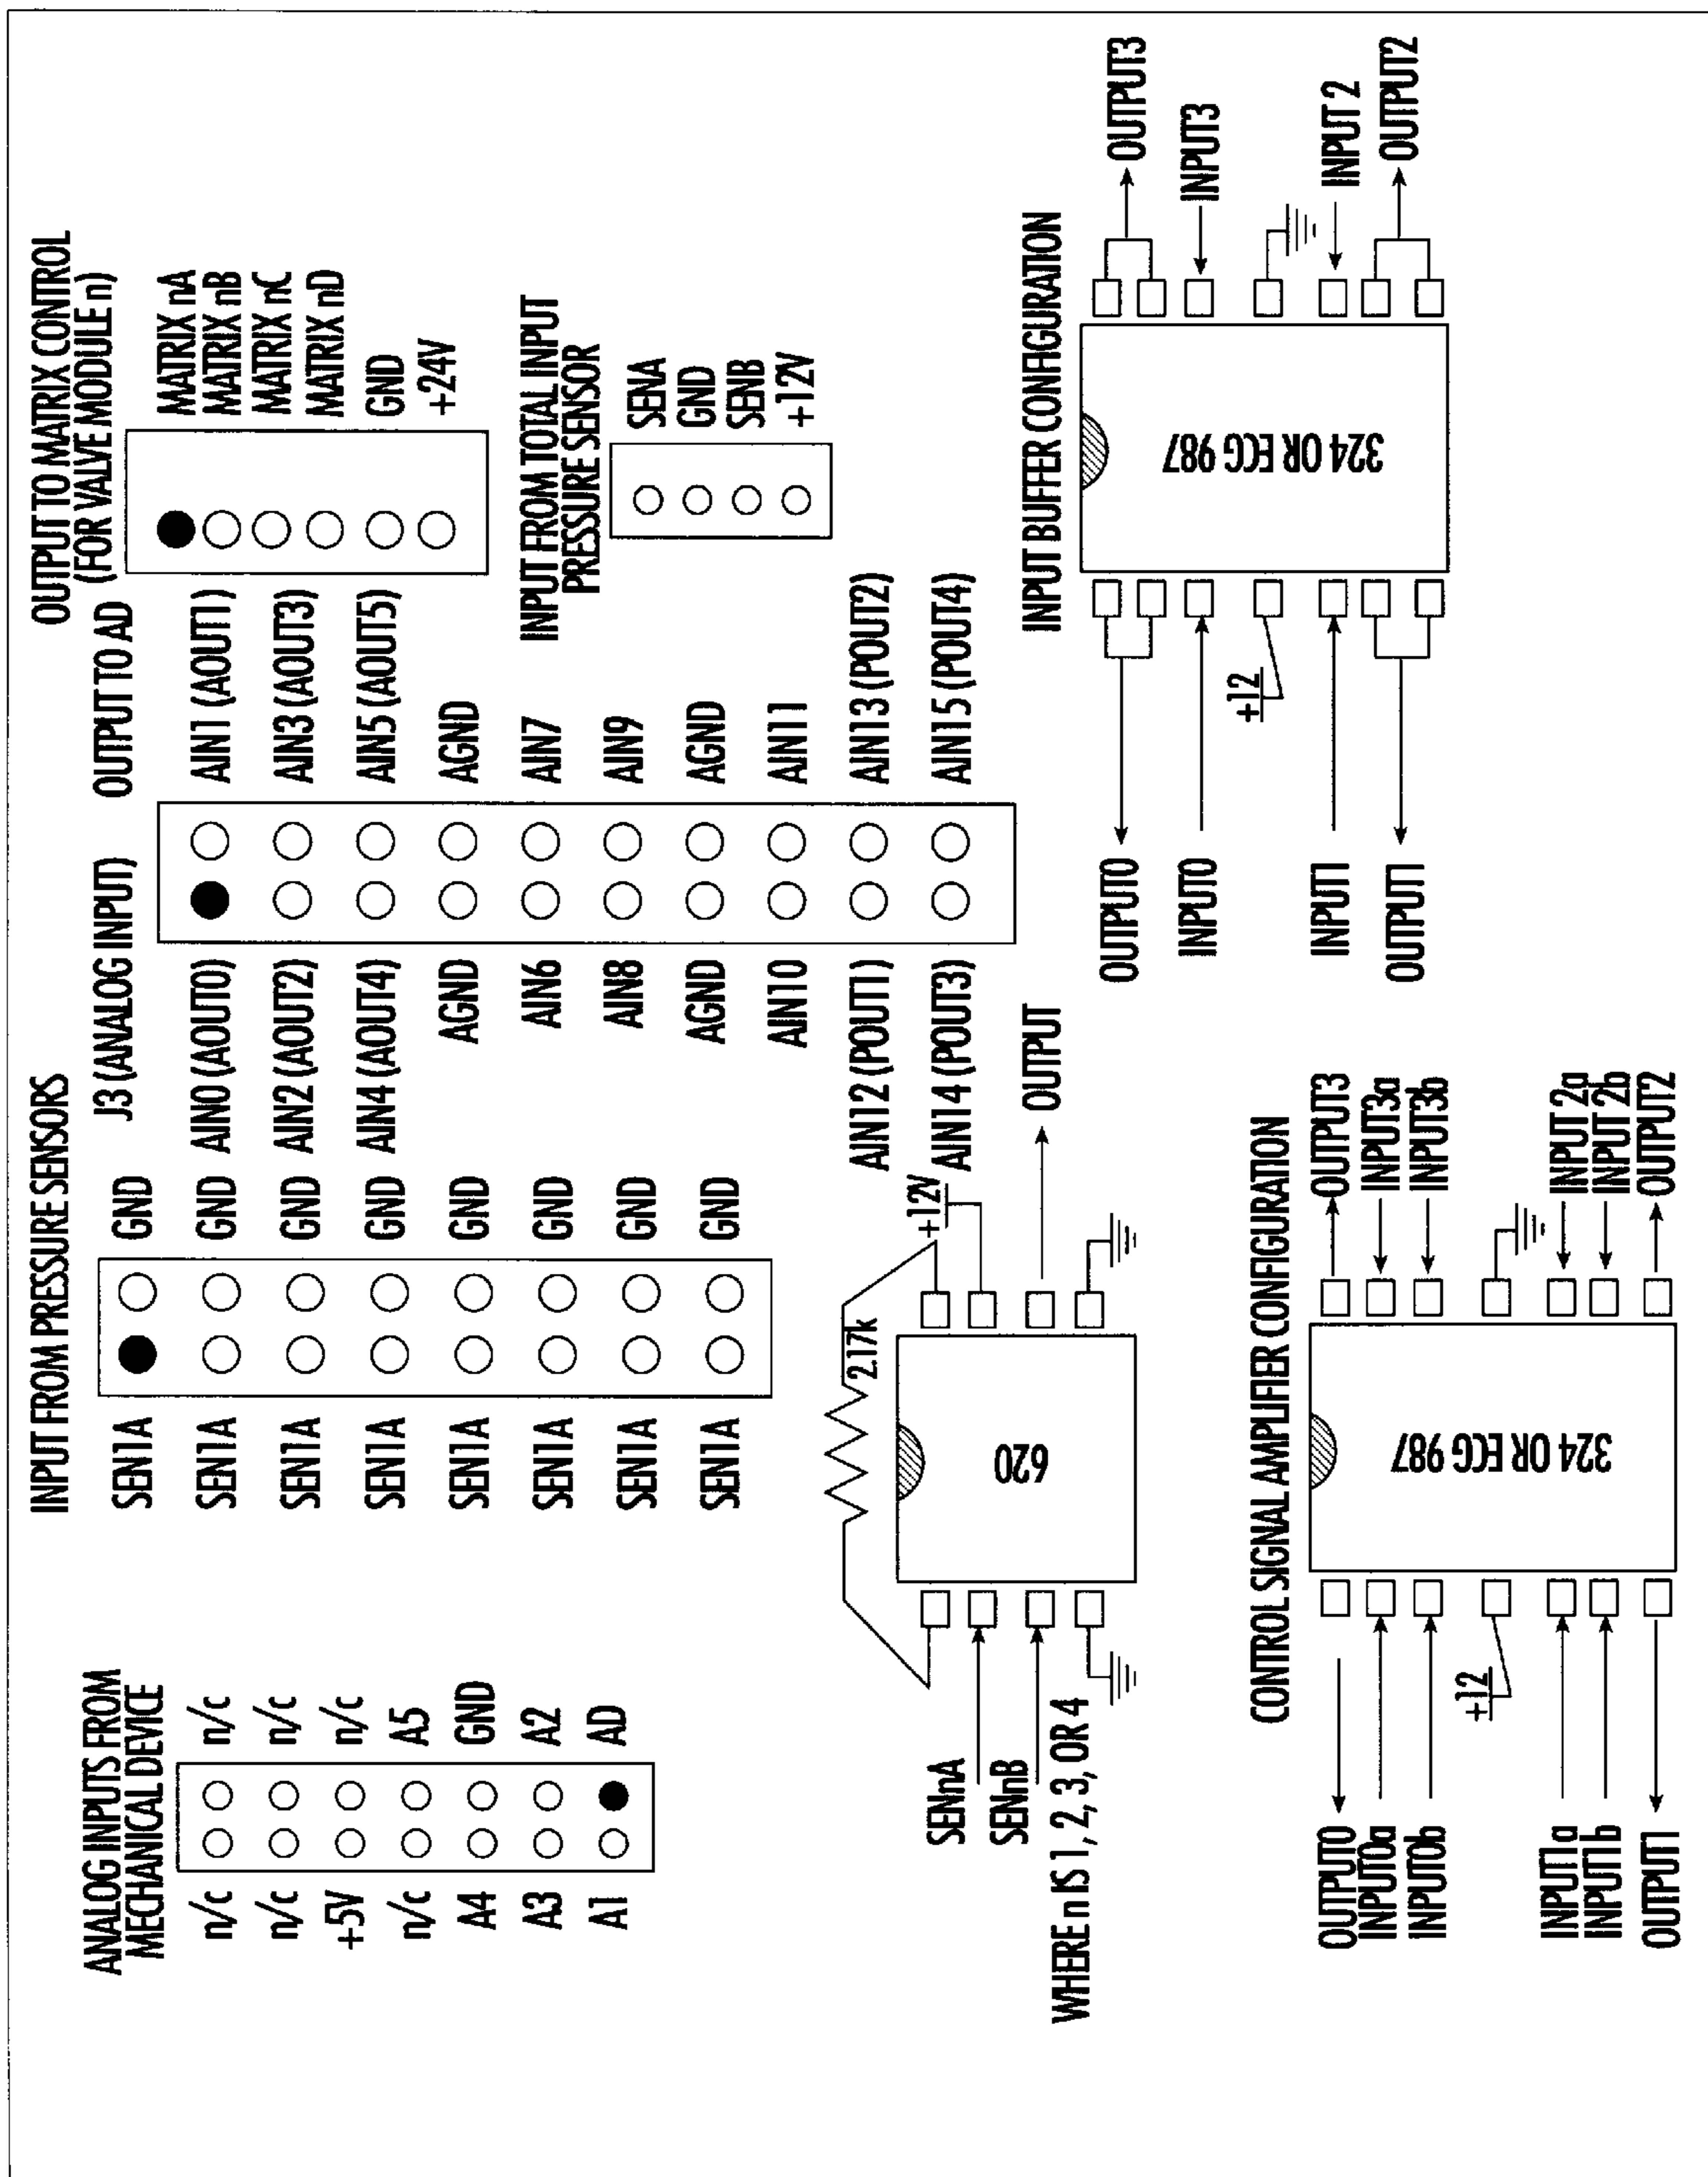 ANALOG INPUTS FROM
MECHANICAL DEVICE
n/c n/c
n/c n/c
+5V n/c
n/c A5
A4 GND
A3 A2
A1 AD
INPUT FROM PRESSURE SENSORS
SEN1A GND
SEN1A GND
SEN1A GND
SEN1A GND
SEN1A GND
SEN1A GND
SEN1A GND
SEN1A GND
J3 (ANALOG INPUT) OUTPUT TO AD
AIN0 (AOUT0) AIN1 (AOUT1)
AIN2 (AOUT2) AIN3 (AOUT3)
AIN4 (AOUT4) AIN5 (AOUT5)
AGND AGND
AIN6 AIN7
AIN8 AIN9
AGND AGND
AIN10 AIN11
AIN12 (POUT1) AIN13 (POUT2)
AIN14 (POUT3) AIN15 (POUT4)
OUTPUT TO MATRIX CONTROL
(FOR VALVE MODULE n)
MATRIX nA
MATRIX nB
MATRIX nC
MATRIX nD
GND
+24V
INPUT FROM TOTAL INPUT
PRESSURE SENSOR
SENA
GND
SENB
+12V
2.17k
+12V
620
SENnA
SENnB
OUTPUT
WHERE n IS 1, 2, 3, OR 4
INPUT BUFFER CONFIGURATION
OUTPUT0 OUTPUT3
INPUT0 INPUT3
+12
324 OR ECG 987
INPUT1 INPUT 2
OUTPUT1 OUTPUT2
CONTROL SIGNAL AMPLIFIER CONFIGURATION
OUTPUT0 OUTPUT3
INPUT0a INPUT3a
INPUT0b INPUT3b
+12
324 OR ECG 987
INPUT1a INPUT 2a
INPUT1b INPUT 2b
OUTPUT1 OUTPUT2